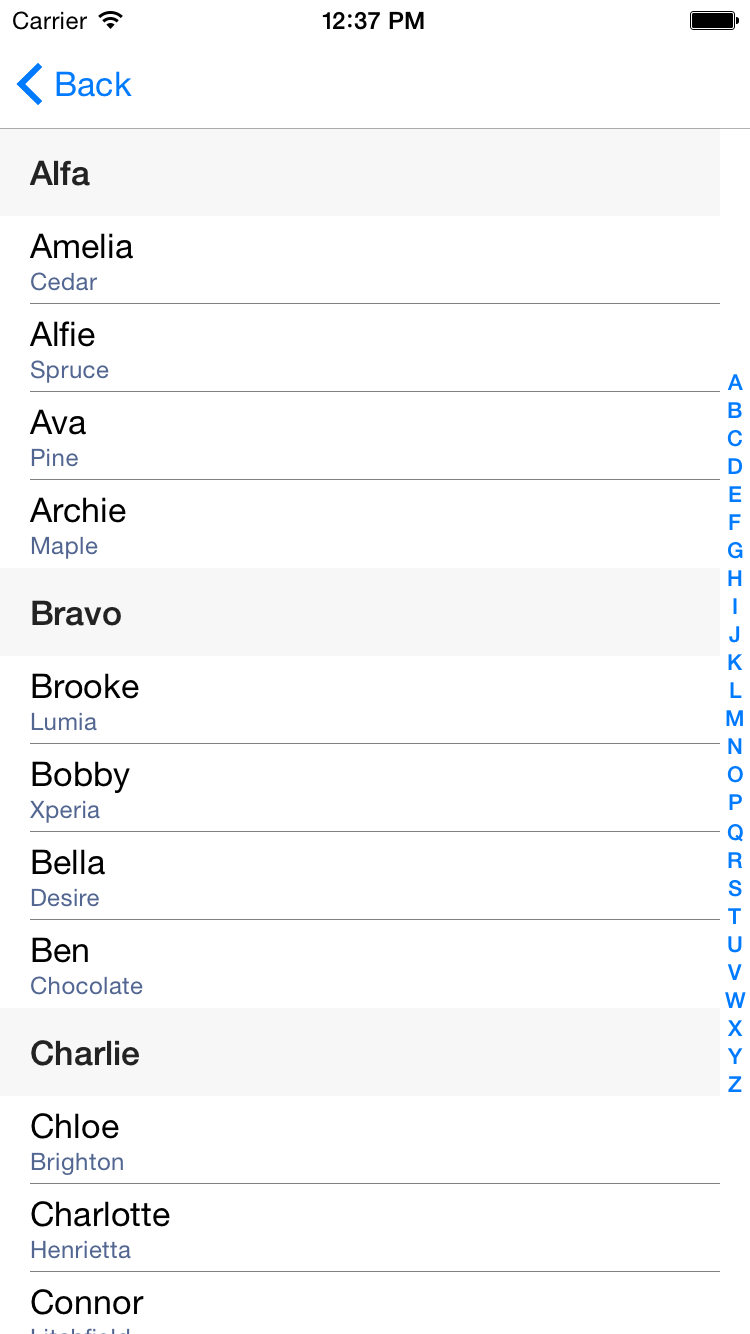 Carrier 12:37 PM
Back
Alfa
Amelia
Cedar
Alfie
Spruce
Ava
Pine
Archie
Maple
Bravo
Brooke
Lumia
Bobby
Xperia
Bella
Desire
Ben
Chocolate
Charlie
Chloe
Brighton
Charlotte
Henrietta
Connor
Litchfield
A
B
C
D
E
F
G
H
I
J
K
L
M
N
O
P
Q
R
S
T
U
V
W
X
Y
Z